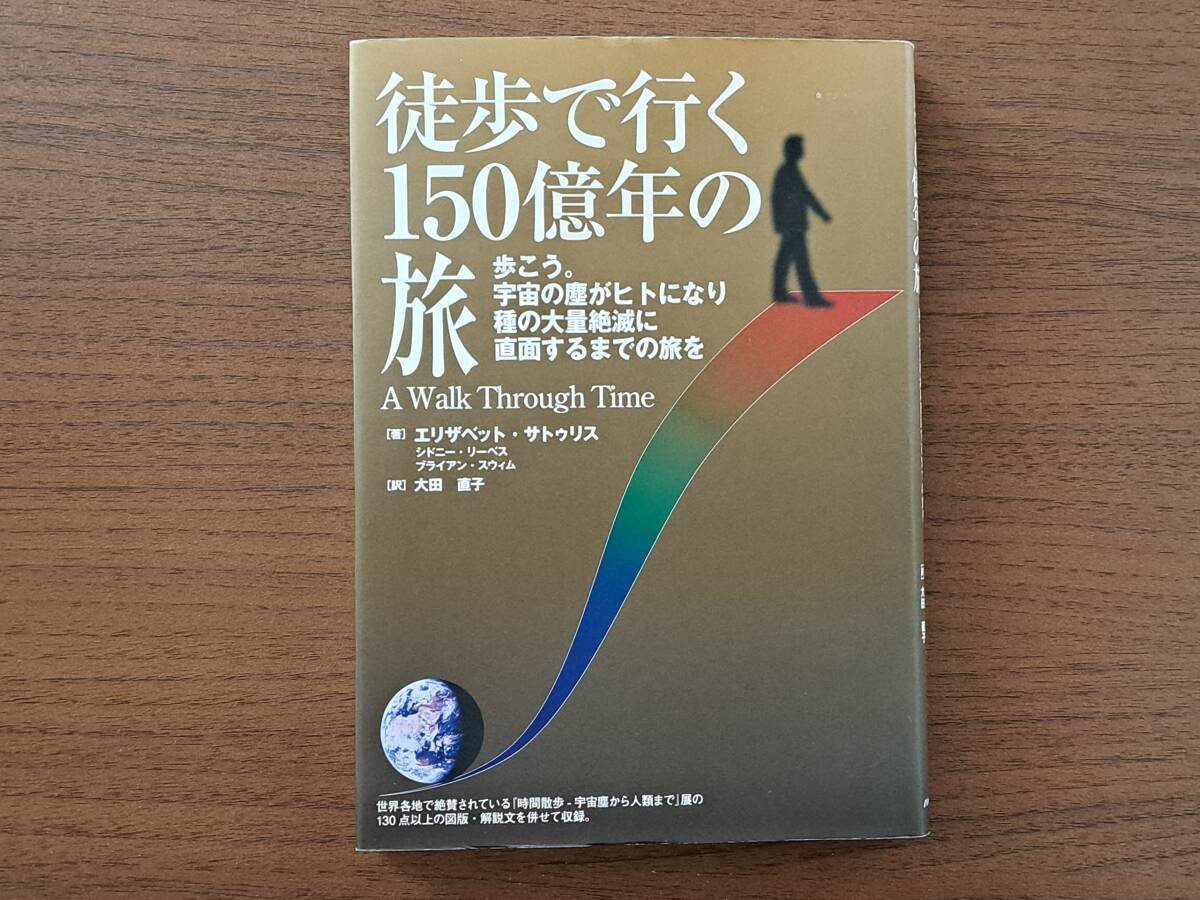 徒歩で行く
150億年の
旅
歩こう。
宇宙の塵がヒトになり
種の大量絶滅に
直面するまでの旅を
A Walk Through Time
［著］エリザベット・サトゥリス
シドニー・リーベス
ブライアン・スウィム
［訳］大田　直子
世界各地で絶賛されている『時間散歩 - 宇宙塵から人類まで』展の
130点以上の図版・解説文を併せて収録。